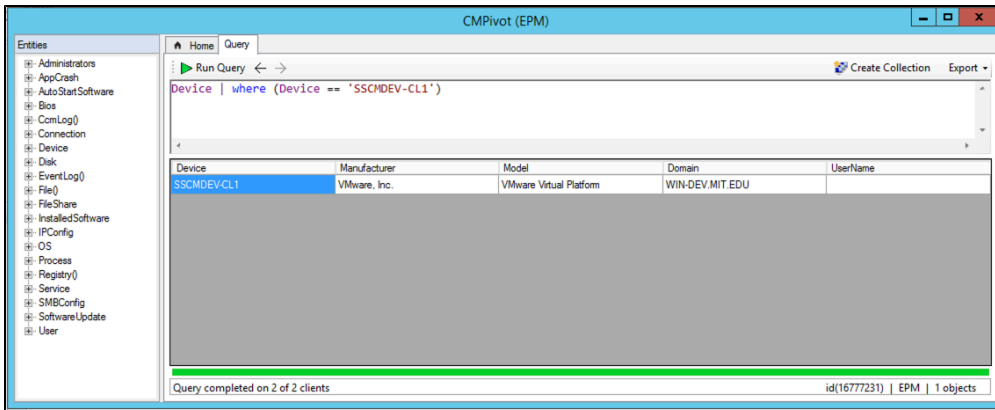 CMPivot (EPM)
Entities
Administrators
AppCrash
AutoStartSoftware
Bios
CcmLog()
Connection
Device
Disk
EventLog()
File()
FileShare
InstalledSoftware
IPConfig
OS
Process
Registry()
Service
SMBConfig
SoftwareUpdate
User
Home Query
Run Query Create Collection Export
Device | where (Device == 'SSCMDEV-CL1')
Device Manufacturer Model Domain UserName
SSCMDEV-CL1 VMware, Inc. VMware Virtual Platform WIN-DEV.MIT.EDU
Query completed on 2 of 2 clients id(16777231) | EPM | 1 objects